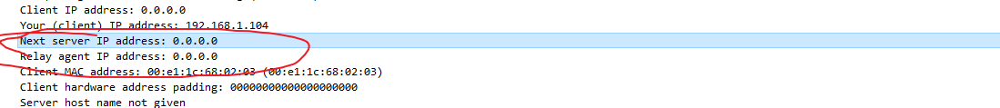 Client IP address: 0.0.0.0
Your (client) IP address: 192.168.1.104
Next server IP address: 0.0.0.0
Relay agent IP address: 0.0.0.0
Client MAC address: 00:e1:1c:68:02:03 (00:e1:1c:68:02:03)
Client hardware address padding: 00000000000000000000
Server host name not given